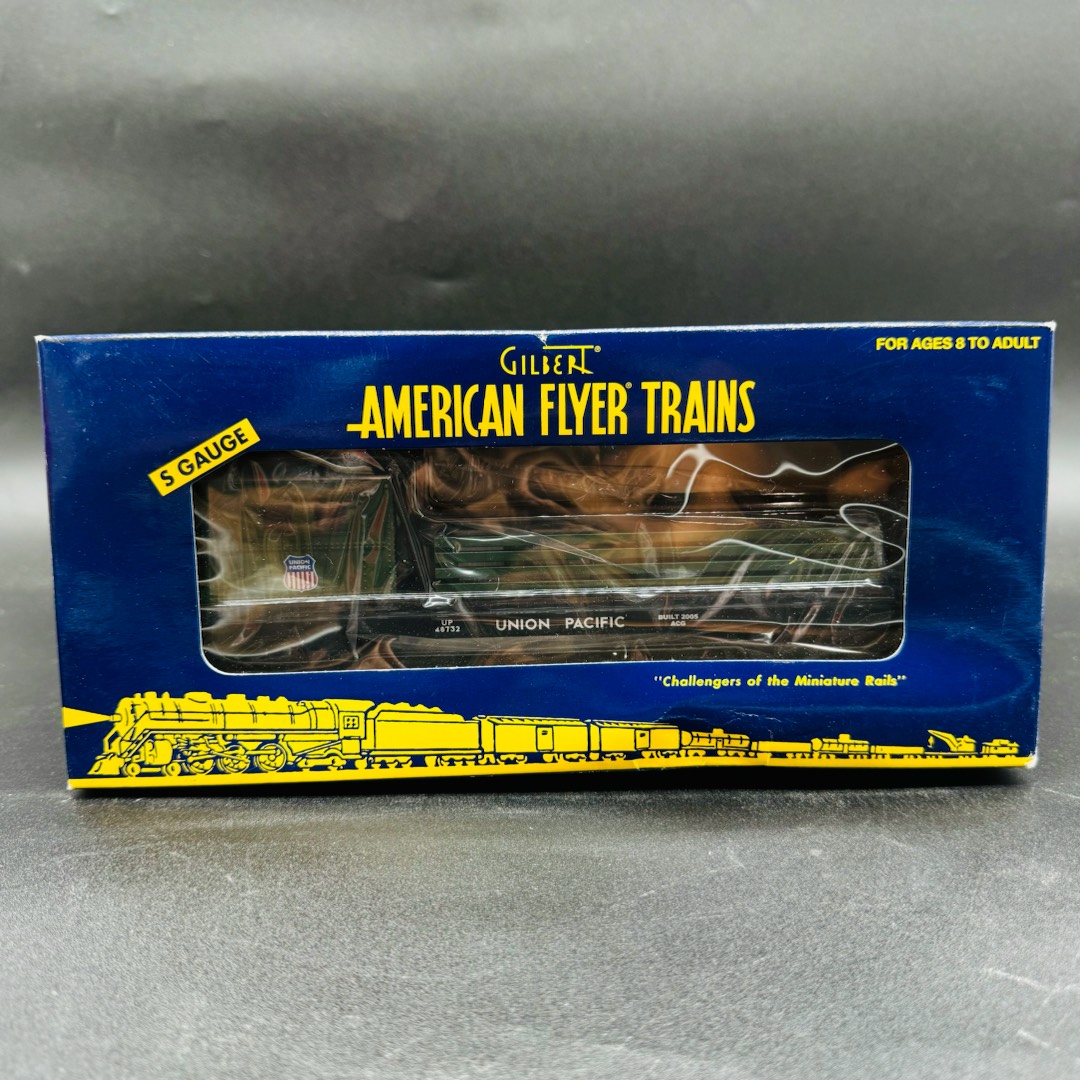 GILBERT®
FOR AGES 8 TO ADULT
AMERICAN FLYER® TRAINS
S GAUGE
UNION
PACIFIC
UP
49732
UNION PACIFIC
BUILT 2005
ACG
"Challengers of the Miniature Rails"